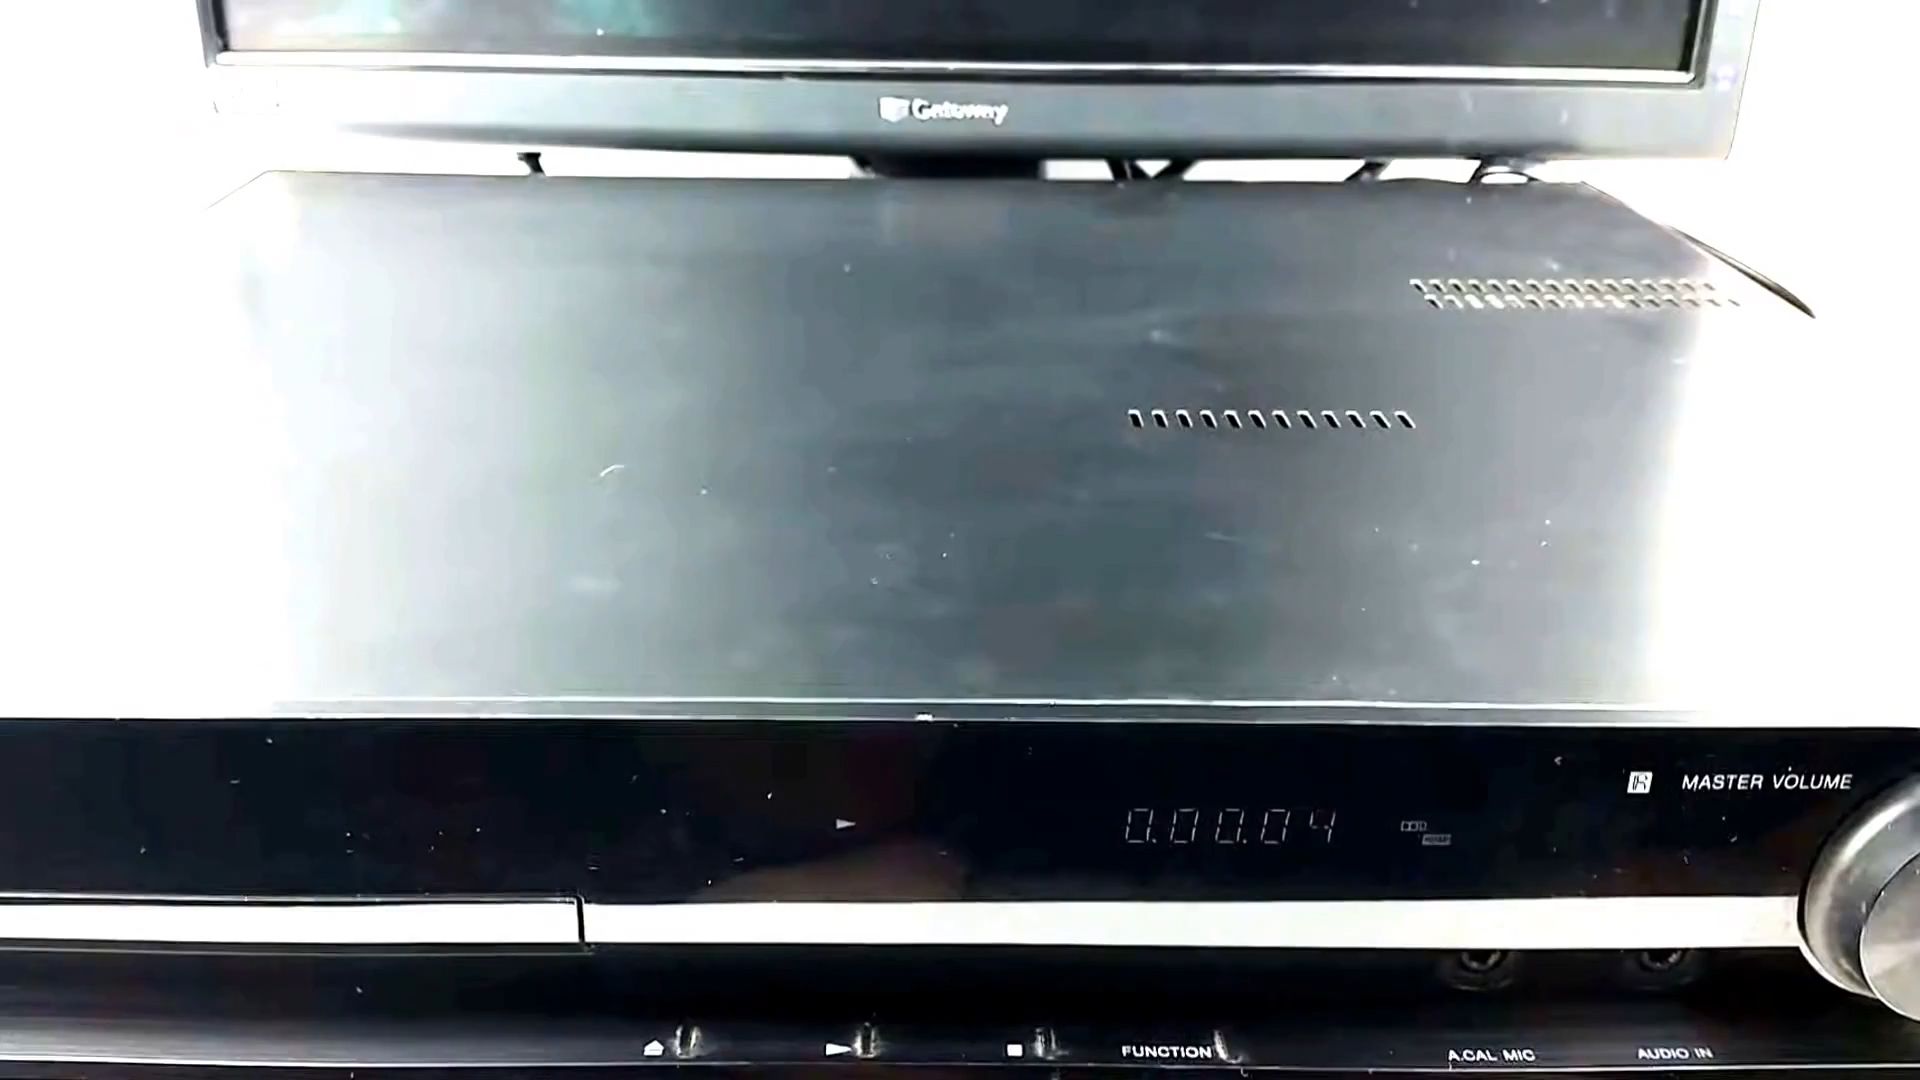 Gateway
MASTER VOLUME
0.00.04
FUNCTION
A.CAL MIC
AUDIO IN